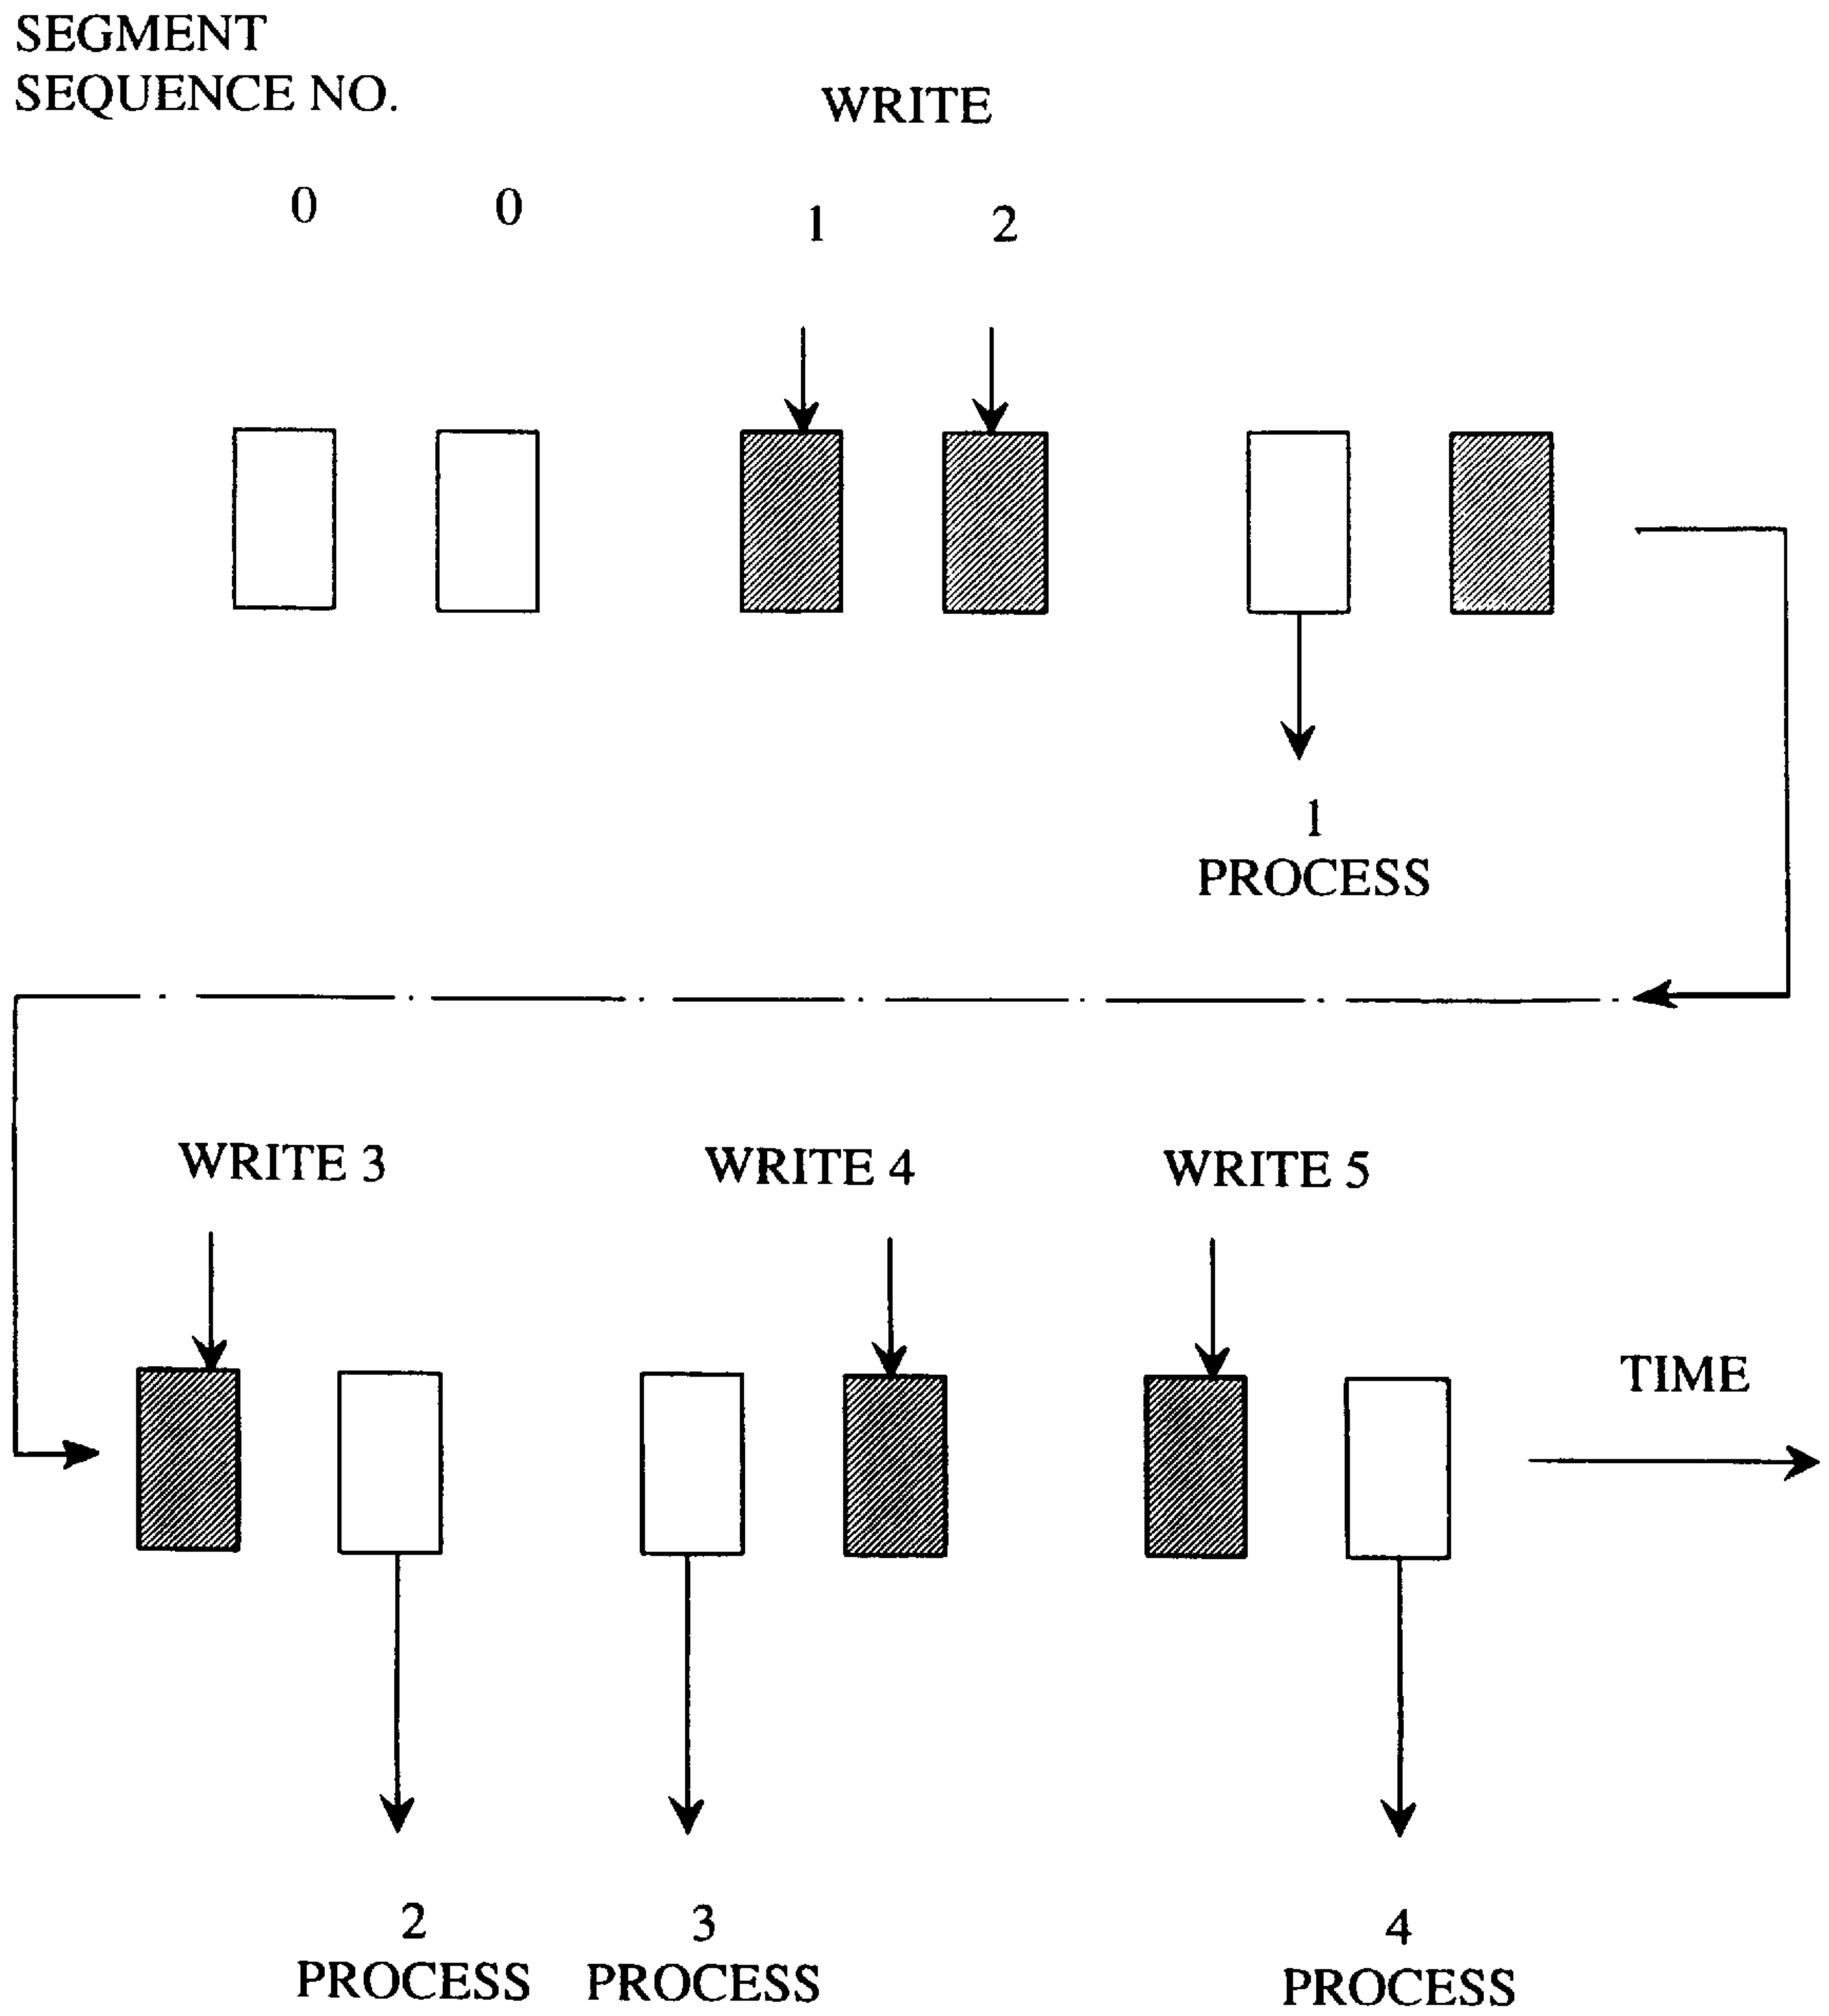 SEGMENT
SEQUENCE NO.
WRITE
0 0 1 2
1
PROCESS
WRITE 3 WRITE 4 WRITE 5
TIME
2 3 4
PROCESS PROCESS PROCESS